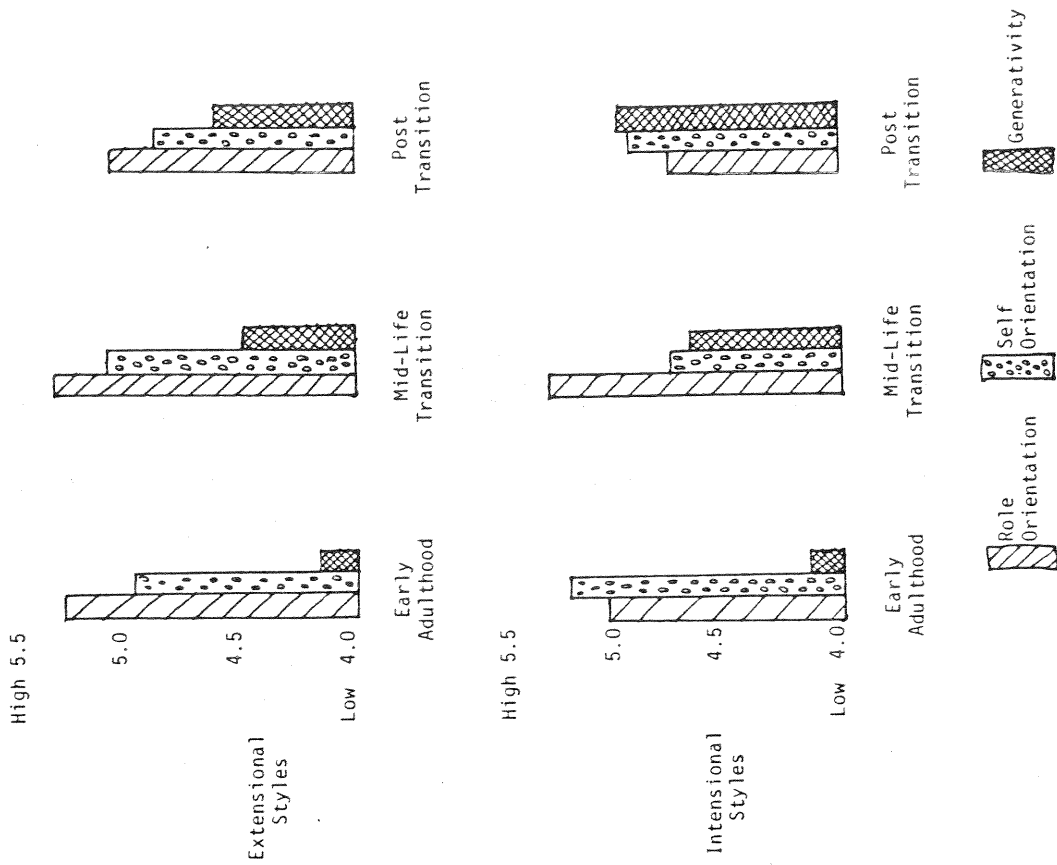 High 5.5
5.0
4.5
Low 4.0
Extensional
Styles
Early
Adulthood
Mid-Life
Transition
Post
Transition
High 5.5
5.0
4.5
Low 4.0
Intensional
Styles
Early
Adulthood
Mid-Life
Transition
Post
Transition
Role
Orientation
Self
Orientation
Generativity